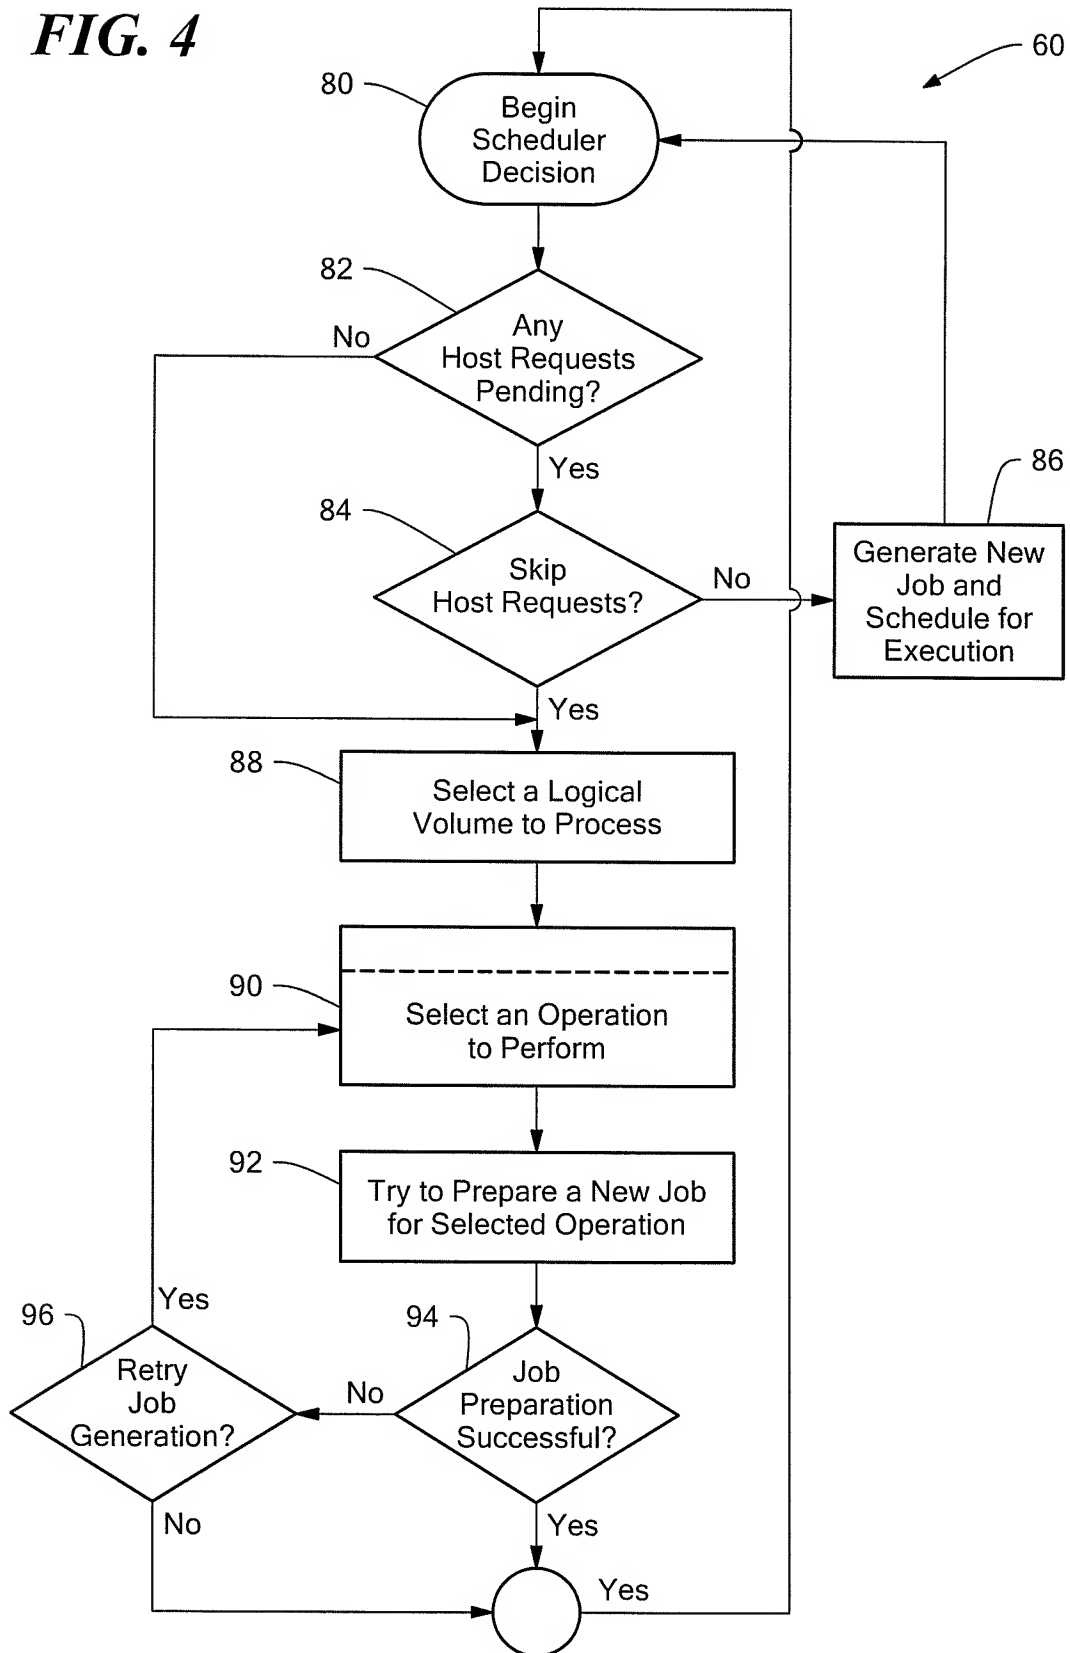 FIG. 4
60
80
Begin
Scheduler
Decision
82
No
Any
Host Requests
Pending?
Yes
84
Skip
Host Requests?
No
86
Generate New
Job and
Schedule for
Execution
Yes
88
Select a Logical
Volume to Process
90
Select an Operation
to Perform
92
Try to Prepare a New Job
for Selected Operation
Yes
96
Retry
Job
Generation?
No
94
Job
Preparation
Successful?
No
Yes
Yes